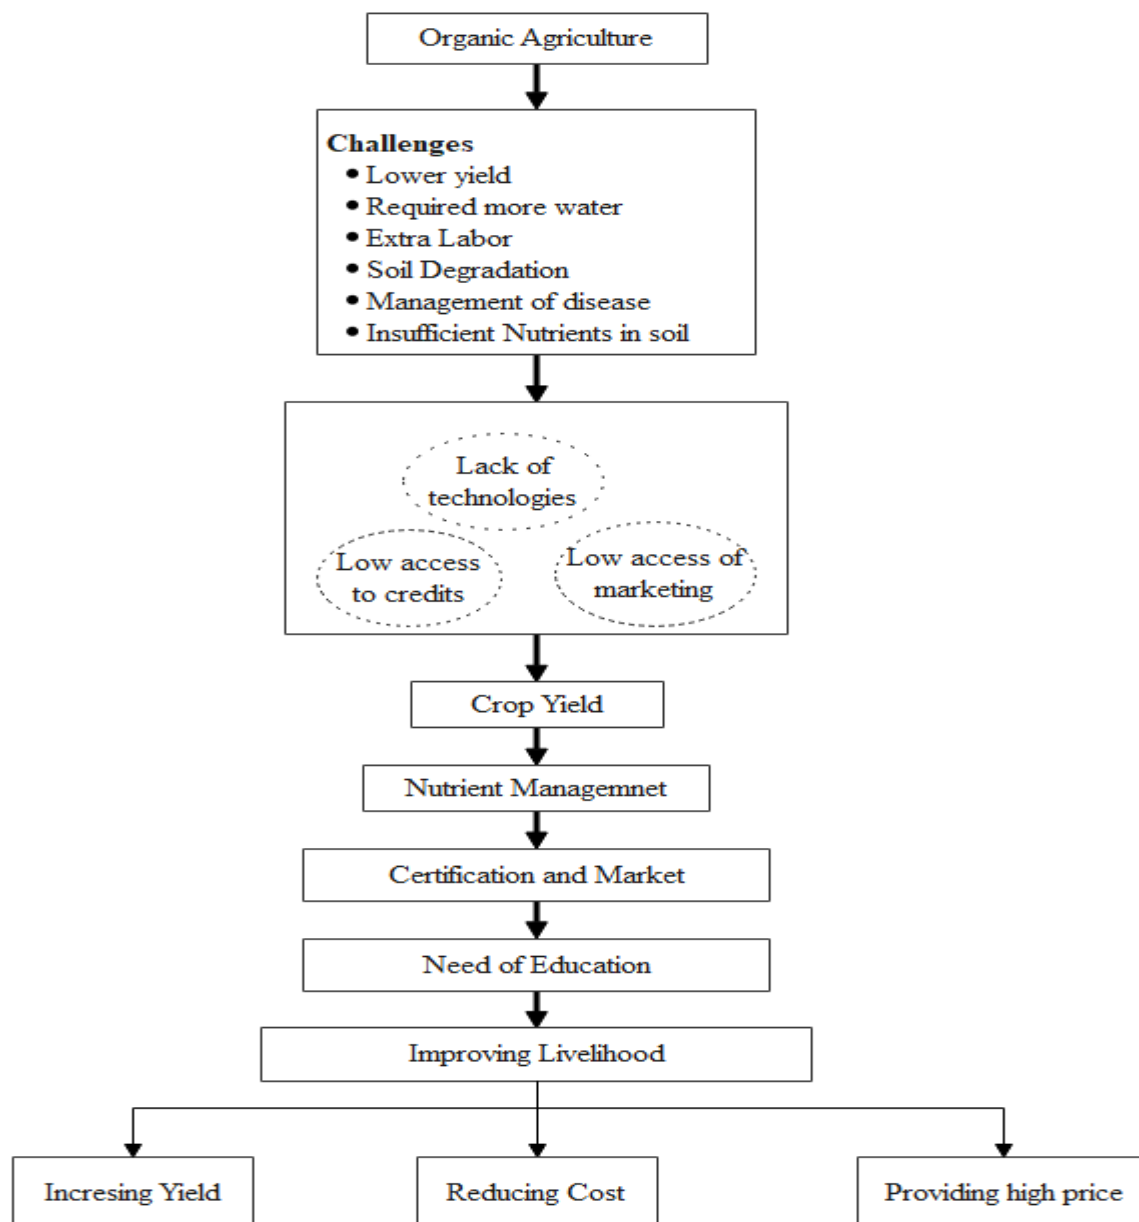 Organic Agriculture
Challenges
• Lower yield
• Required more water
• Extra Labor
• Soil Degradation
• Management of disease
• Insufficient Nutrients in soil
Lack of
technologies
Low access
to credits
Low access of
marketing
Crop Yield
Nutrient Managemnet
Certification and Market
Need of Education
Improving Livelihood
Incresing Yield
Reducing Cost
Providing high price